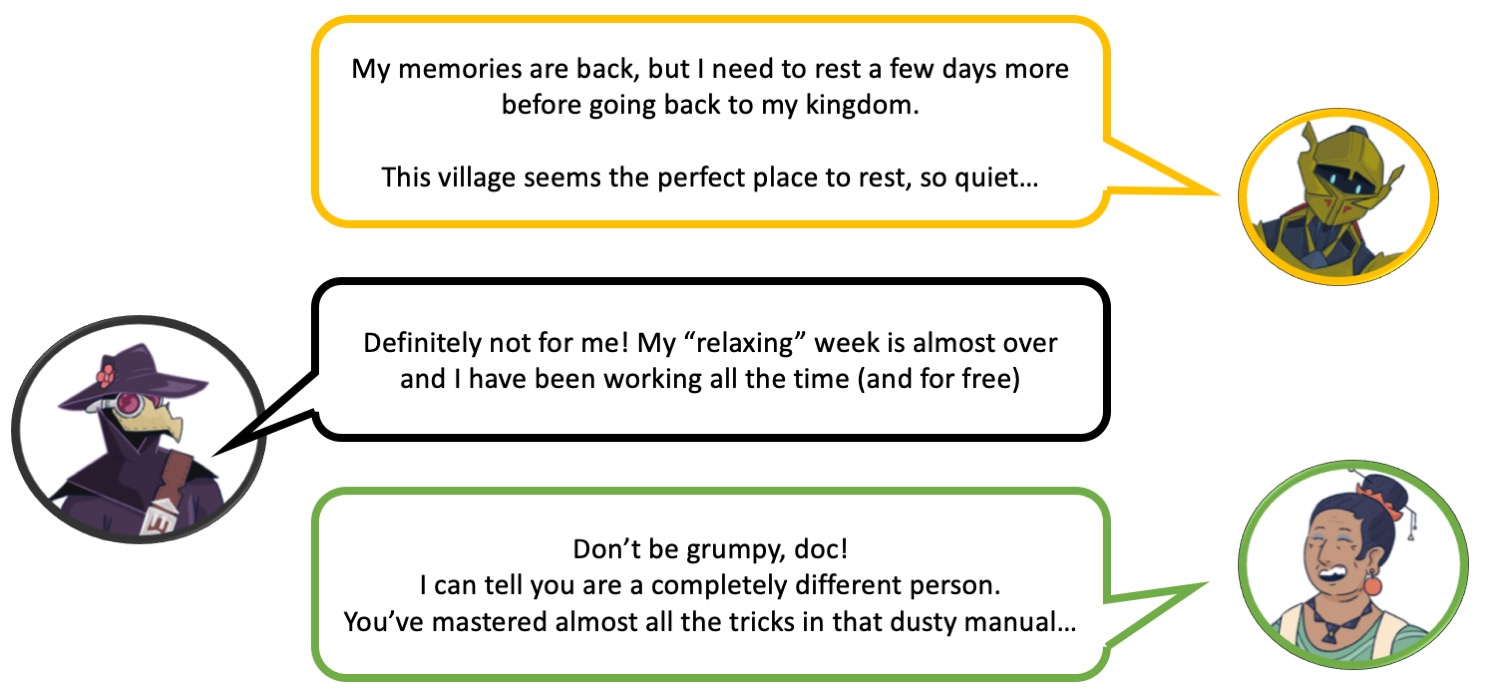 My memories are back, but I need to rest a few days more
before going back to my kingdom.
This village seems the perfect place to rest, so quiet…
Definitely not for me! My “relaxing” week is almost over
and I have been working all the time (and for free)
Don’t be grumpy, doc!
I can tell you are a completely different person.
You’ve mastered almost all the tricks in that dusty manual…